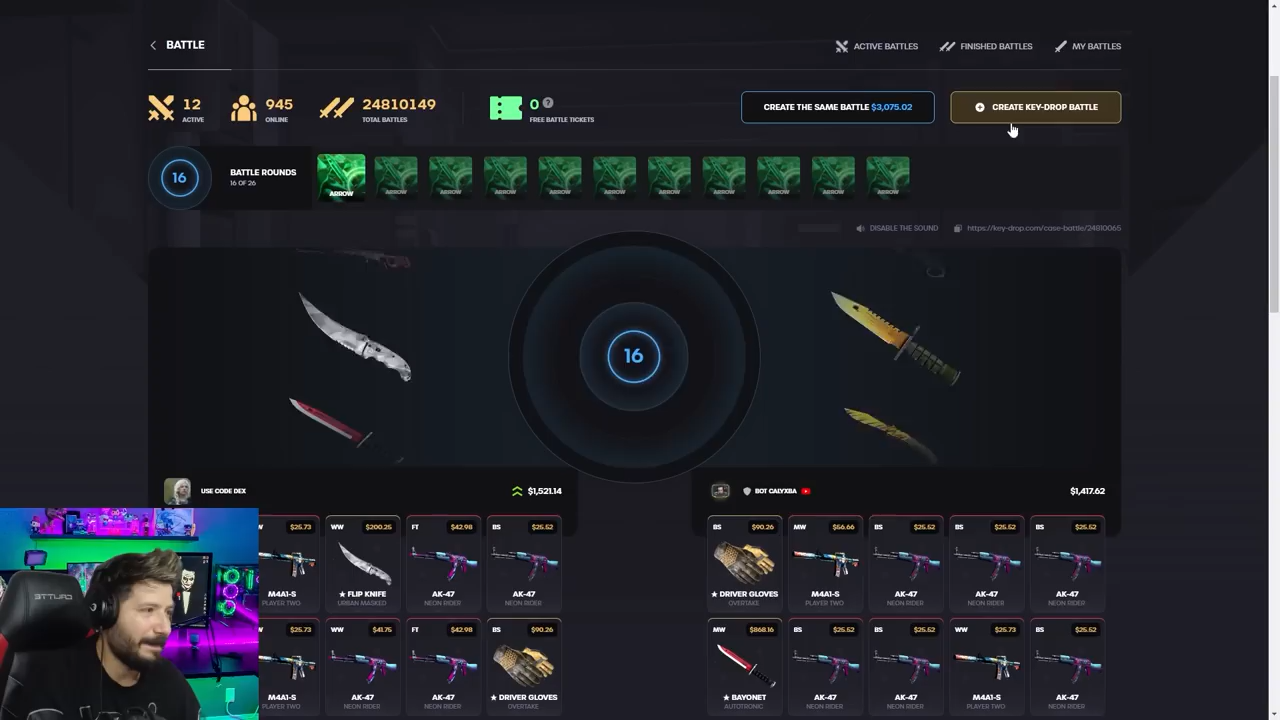 BATTLE
ACTIVE BATTLES
FINISHED BATTLES
MY BATTLES
12
ACTIVE
945
ONLINE
24810149
TOTAL BATTLES
0 ?
FREE BATTLE TICKETS
CREATE THE SAME BATTLE $3,075.02
CREATE KEY-DROP BATTLE
16
BATTLE ROUNDS
16 OF 26
ARROW ARROW ARROW ARROW ARROW ARROW ARROW ARROW ARROW ARROW ARROW
DISABLE THE SOUND
https://key-drop.com/case-battle/24810065
16
USE CODE DEX
$1,521.14
BOT CALYXBA
$1,417.62
W $25.73
M4A1-S
PLAYER TWO
WW $200.25
★ FLIP KNIFE
URBAN MASKED
FT $42.98
AK-47
NEON RIDER
BS $25.52
AK-47
NEON RIDER
BS $90.26
★ DRIVER GLOVES
OVERTAKE
MW $56.66
M4A1-S
PLAYER TWO
BS $25.52
AK-47
NEON RIDER
BS $25.52
AK-47
NEON RIDER
BS $25.52
AK-47
NEON RIDER
W $25.73
M4A1-S
PLAYER TWO
WW $41.75
AK-47
NEON RIDER
FT $42.98
AK-47
NEON RIDER
BS $90.26
★ DRIVER GLOVES
OVERTAKE
MW $868.16
★ BAYONET
AUTOTRONIC
BS $25.52
AK-47
NEON RIDER
BS $25.52
AK-47
NEON RIDER
WW $25.73
M4A1-S
PLAYER TWO
BS $25.52
AK-47
NEON RIDER